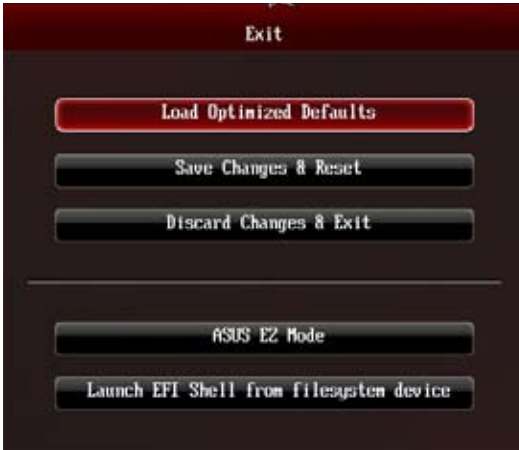 Exit
Load Optimized Defaults
Save Changes & Reset
Discard Changes & Exit
ASUS EZ Mode
Launch EFI Shell from filesystem device